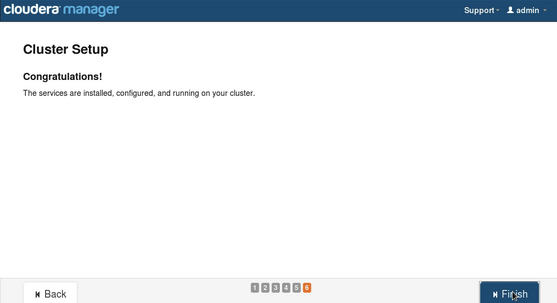 cloudera manager
Support
admin
Cluster Setup
Congratulations!
The services are installed, configured, and running on your cluster.
Back
1 2 3 4 5 6
Finish